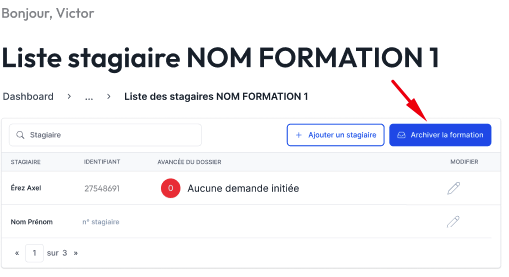 Bonjour, Victor
Liste stagiaire NOM FORMATION 1
Dashboard > ... > Liste des stagaires NOM FORMATION 1
Stagiaire + Ajouter un stagiaire Archiver la formation
STAGIAIRE IDENTIFIANT AVANCÉE DU DOSSIER MODIFIER
Érez Axel 27548691 0 Aucune demande initiée
Nom Prénom n° stagiaire
« 1 sur 3 »